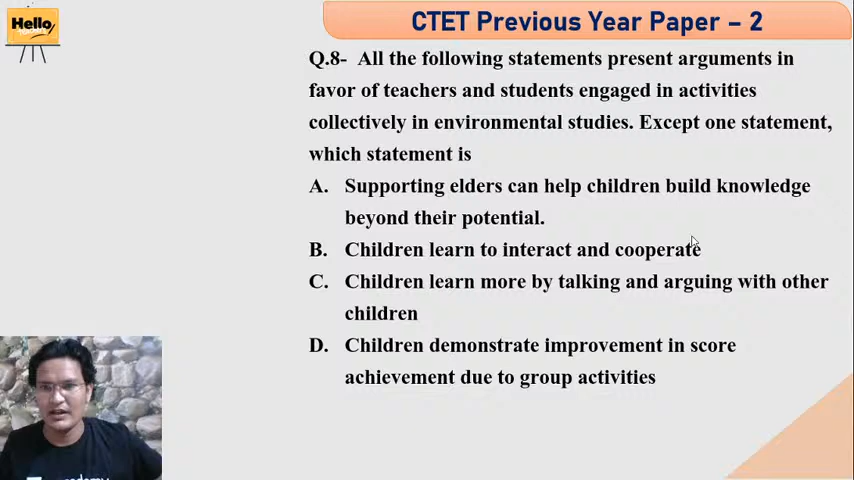 Hello
CTET Previous Year Paper – 2
Q.8- All the following statements present arguments in
favor of teachers and students engaged in activities
collectively in environmental studies. Except one statement,
which statement is
A. Supporting elders can help children build knowledge
beyond their potential.
B. Children learn to interact and cooperate
C. Children learn more by talking and arguing with other
children
D. Children demonstrate improvement in score
achievement due to group activities